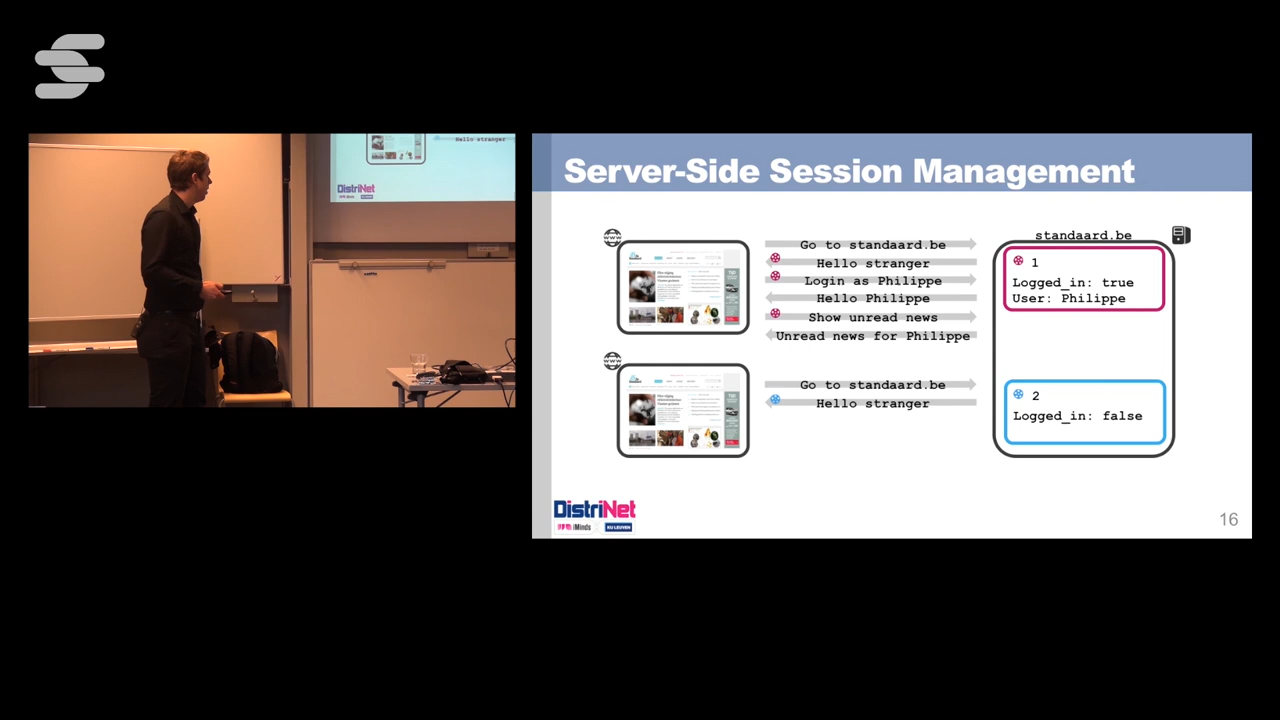 Hello stranger
DistriNet
Server-Side Session Management
www
Go to standaard.be
Hello stranger
Login as Philippe
Hello Philippe
Show unread news
Unread news for Philippe
standaard.be
1
Logged_in: true
User: Philippe
www
Go to standaard.be
Hello stranger
2
Logged_in: false
DistriNet
iMinds
KU LEUVEN
16